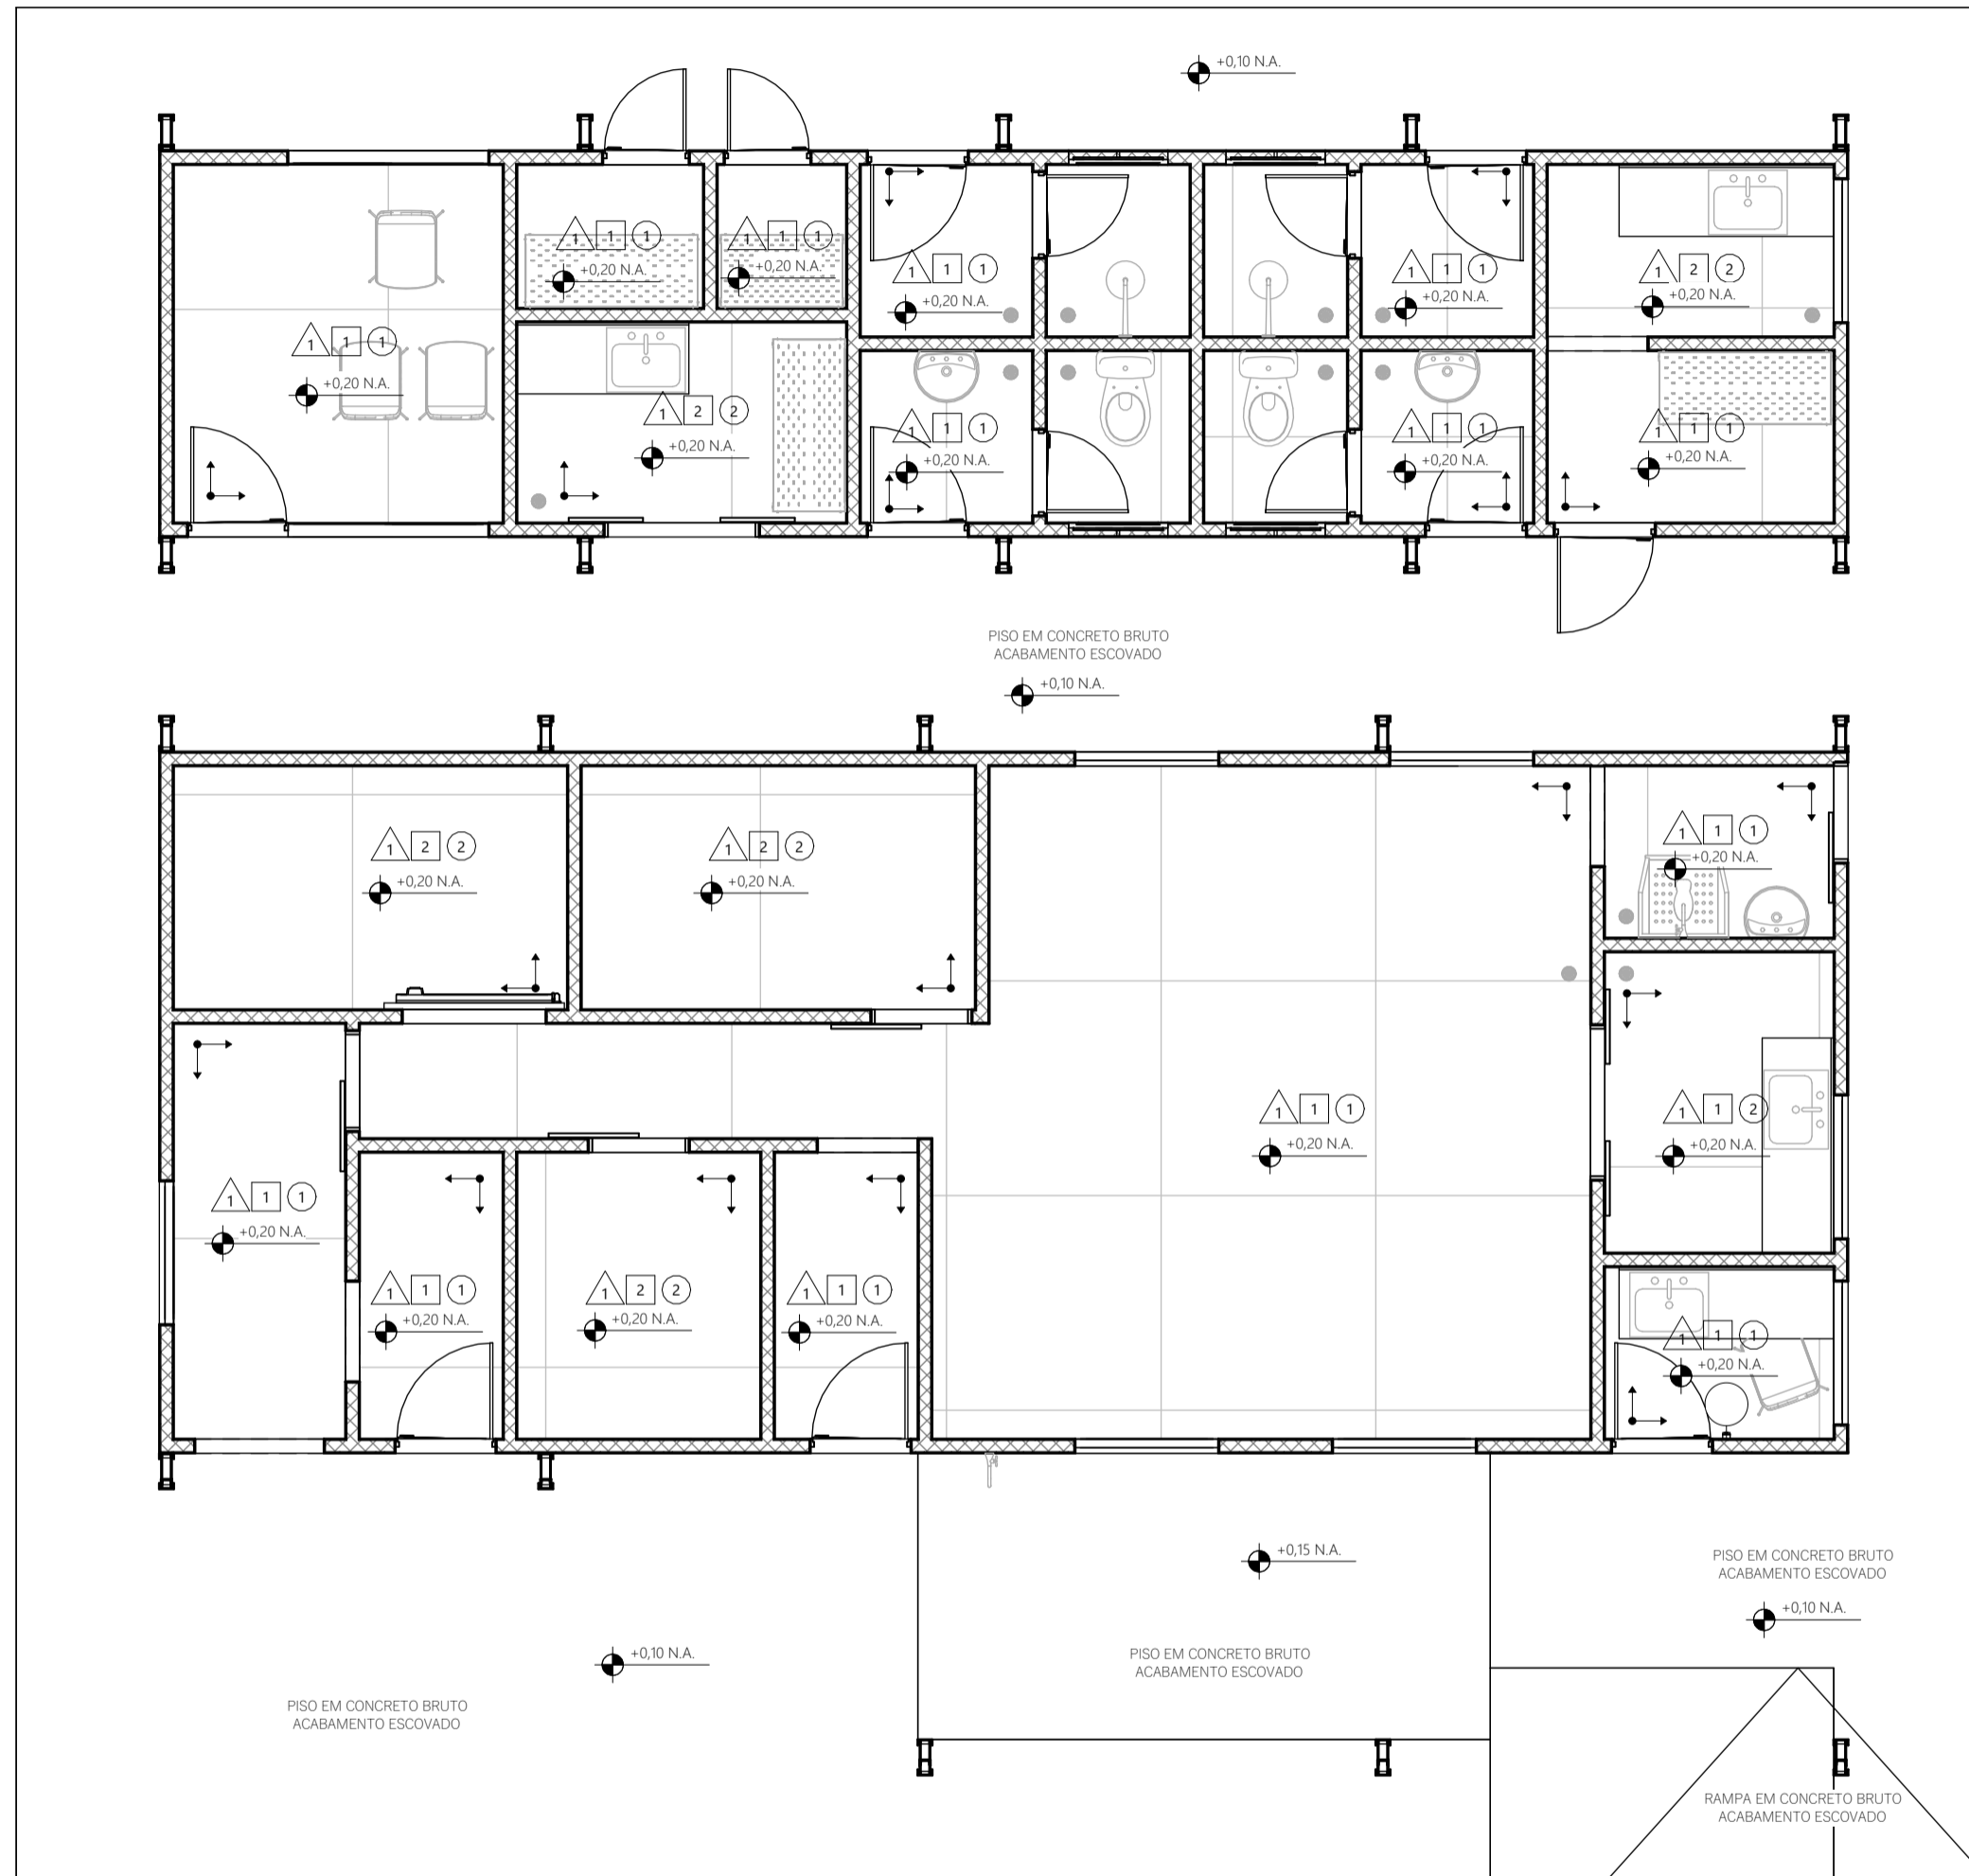 +0,10 N.A.
1 1 1
+0,20 N.A.
1 1 1
+0,20 N.A.
1 1 1
+0,20 N.A.
1 1 1
+0,20 N.A.
1 2 2
+0,20 N.A.
1 1 1
+0,20 N.A.
1 2 2
+0,20 N.A.
1 1 1
+0,20 N.A.
1 1 1
+0,20 N.A.
1 1 1
+0,20 N.A.
PISO EM CONCRETO BRUTO
ACABAMENTO ESCOVADO
+0,10 N.A.
1 2 2
+0,20 N.A.
1 2 2
+0,20 N.A.
1 1 1
+0,20 N.A.
1 1 1
+0,20 N.A.
1 1 2
+0,20 N.A.
1 1 1
+0,20 N.A.
1 1 1
+0,20 N.A.
1 2 2
+0,20 N.A.
1 1 1
+0,20 N.A.
1 1 1
+0,20 N.A.
+0,15 N.A.
PISO EM CONCRETO BRUTO
ACABAMENTO ESCOVADO
+0,10 N.A.
+0,10 N.A.
PISO EM CONCRETO BRUTO
ACABAMENTO ESCOVADO
PISO EM CONCRETO BRUTO
ACABAMENTO ESCOVADO
RAMPA EM CONCRETO BRUTO
ACABAMENTO ESCOVADO